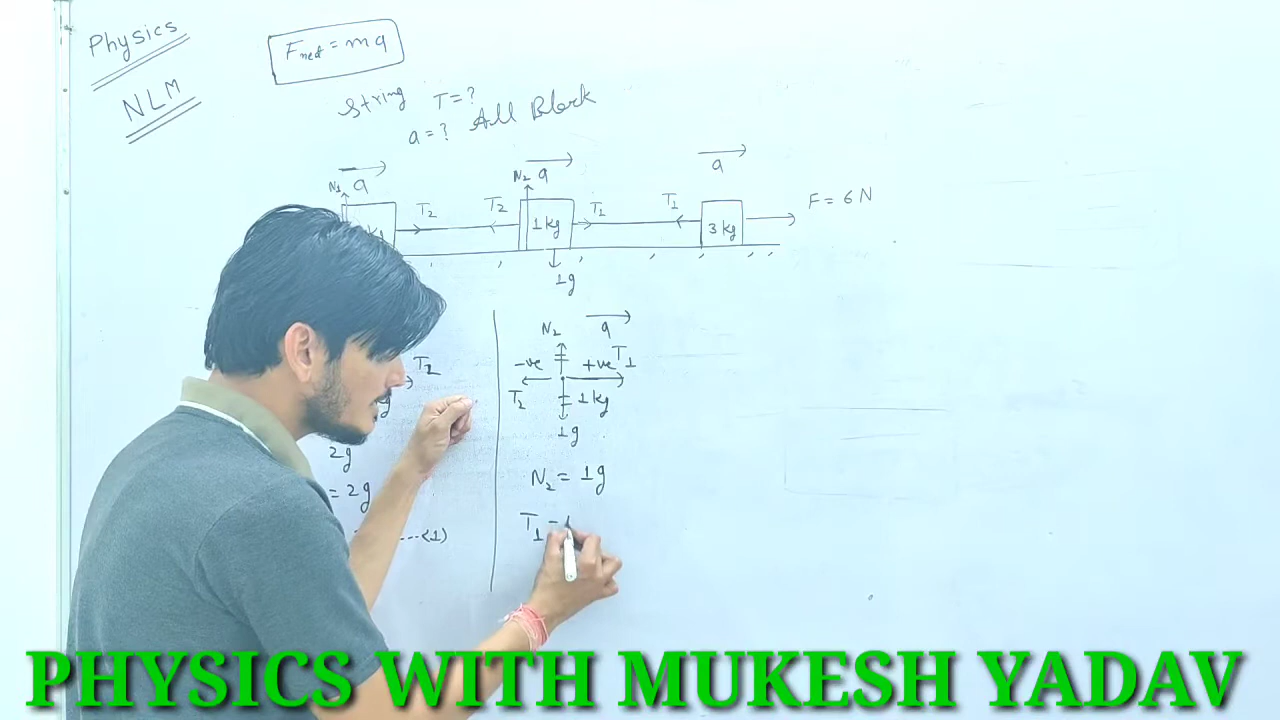 Physics
NLM
Fnet = ma
String T = ?
a = ? All Block
a a a
N1 N2
T2 T2 T1 T1 F = 6 N
kg 1 kg 3 kg
1g
N2 a
-ve +ve T1
T2 T2 1 kg
1g
2g
= 2g N2 = 1g
---(1) T1 -
PHYSICS WITH MUKESH YADAV